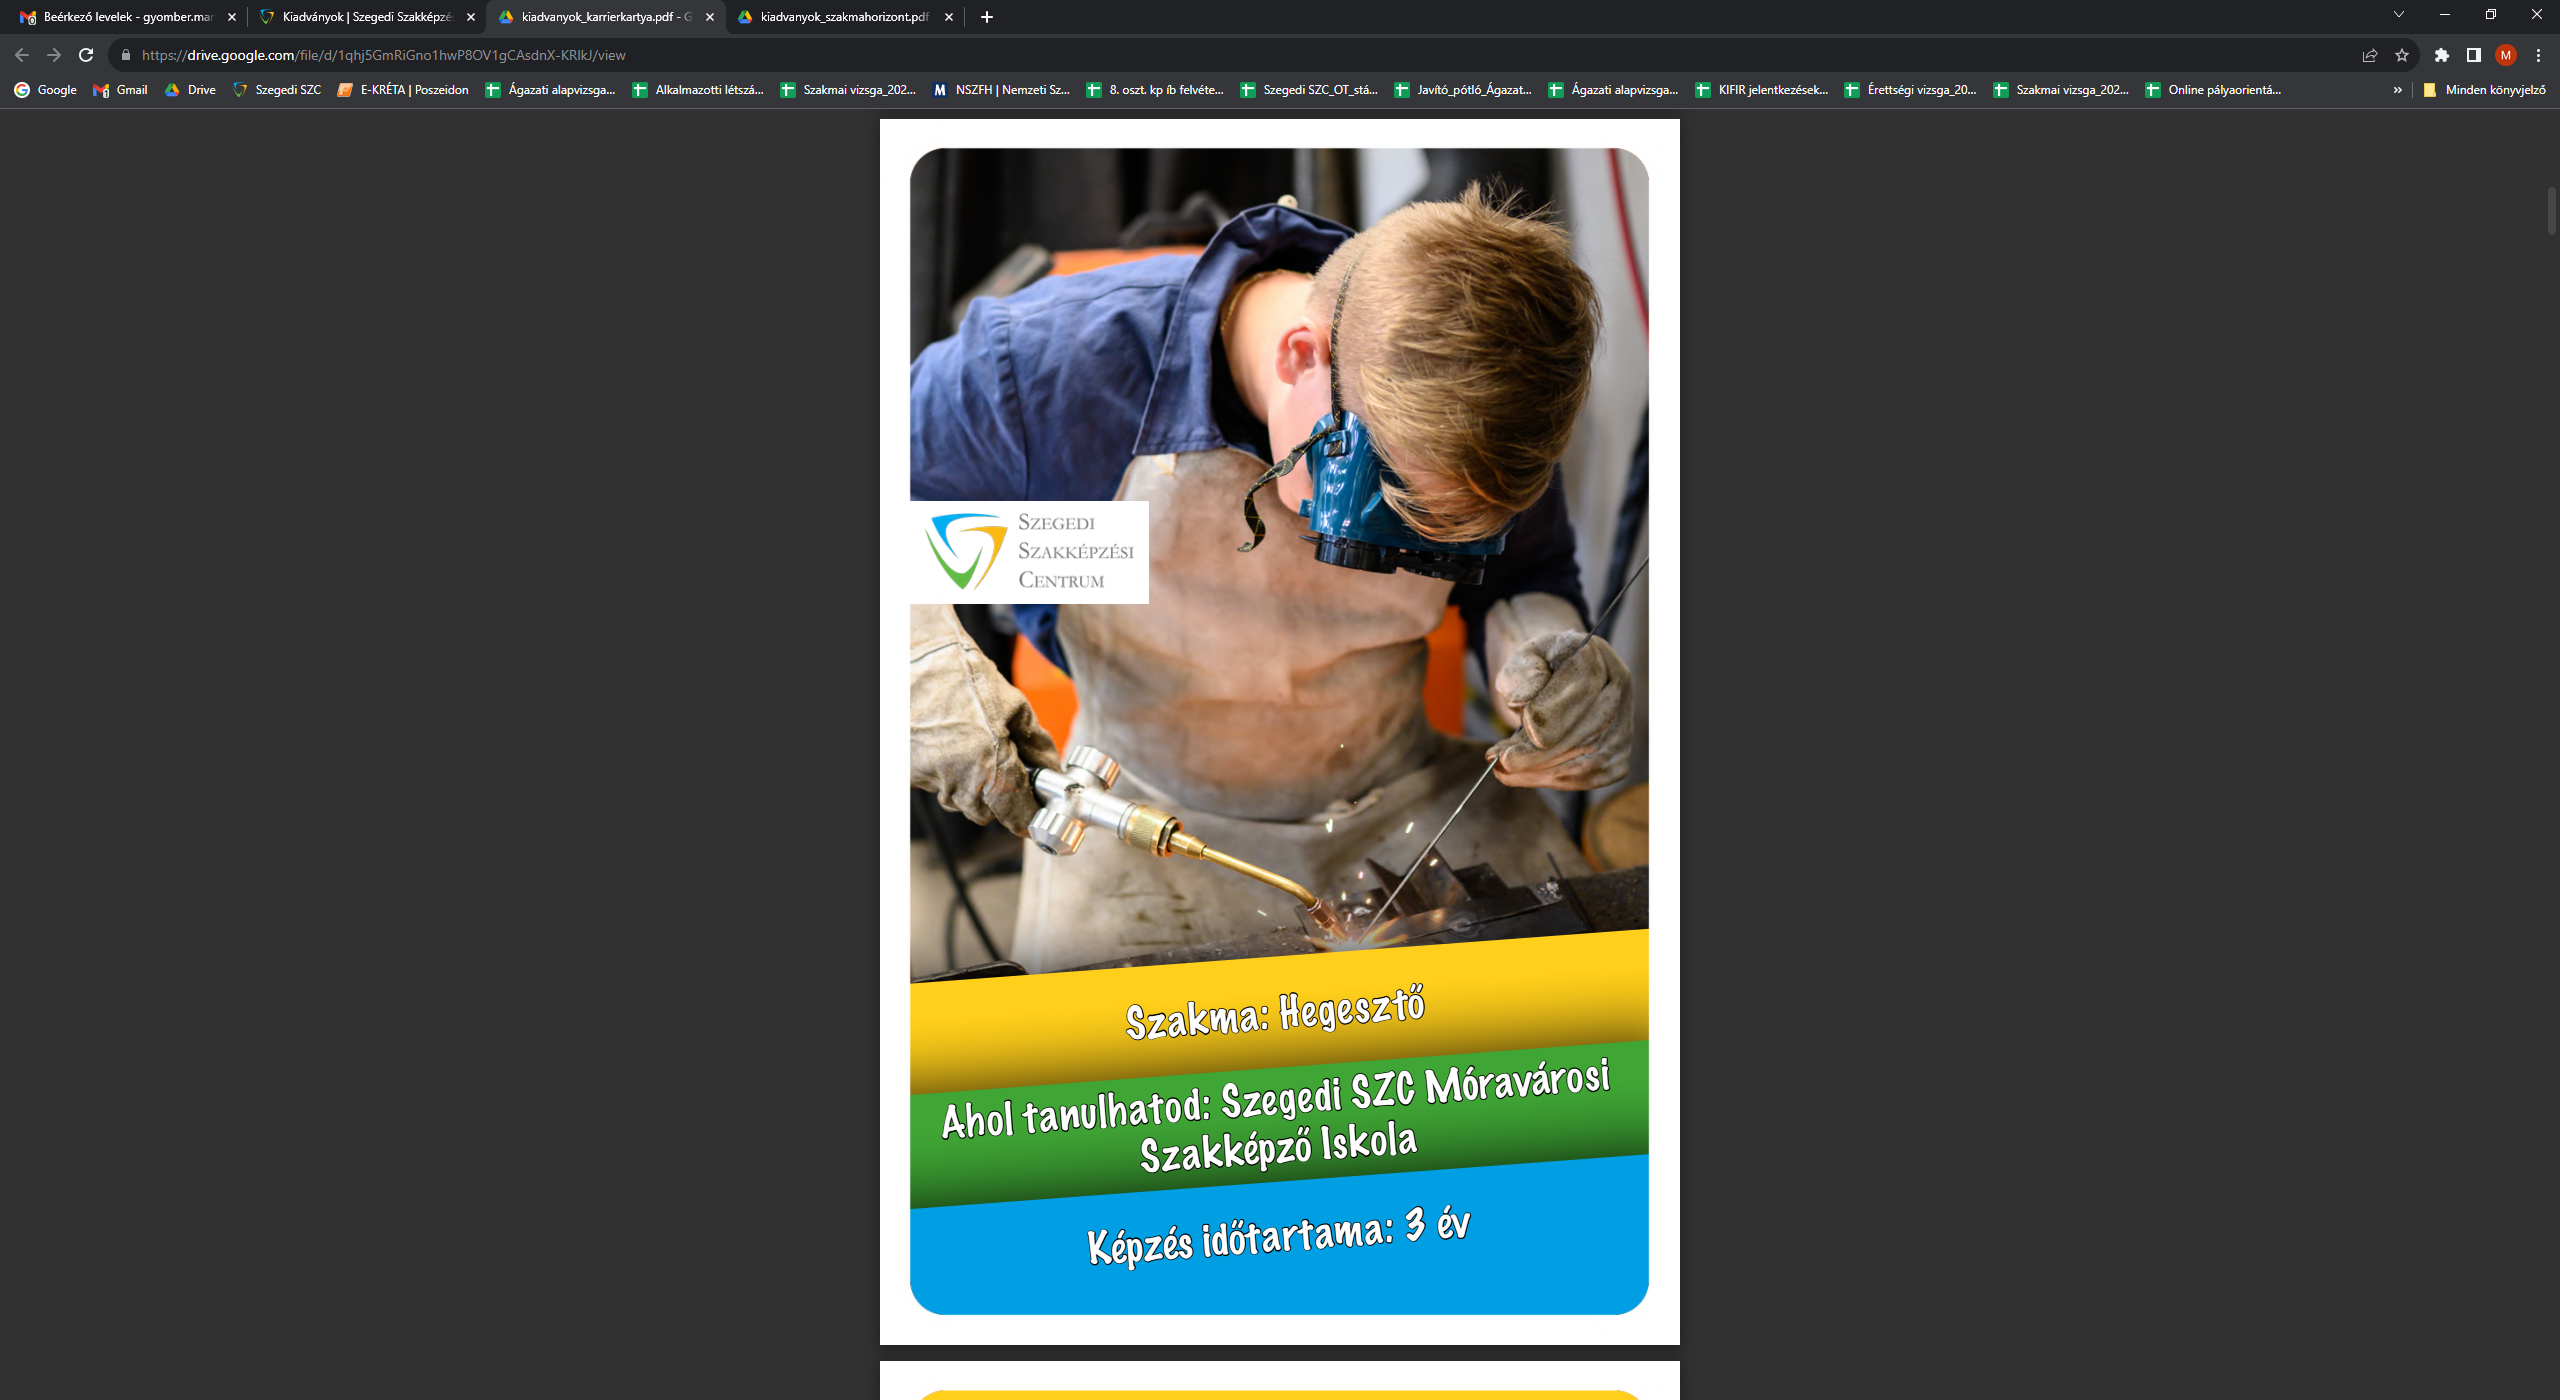 Beérkező levelek - gyomber.mar
Kiadványok | Szegedi Szakképzé
kiadvanyok_karrierkartya.pdf - G
kiadvanyok_szakmahorizont.pdf
https://drive.google.com/file/d/1qhj5GmRiGno1hwP8OV1gCAsdnX-KRlkJ/view
M
Google
Gmail
Drive
Szegedi SZC
E-KRÉTA | Poszeidon
Ágazati alapvizsga...
Alkalmazotti létszá...
Szakmai vizsga_202...
NSZFH | Nemzeti Sz...
8. oszt. kp íb felvéte...
Szegedi SZC_OT_stá...
Javító_pótló_Ágazat...
Ágazati alapvizsga...
KIFIR jelentkezések...
Érettségi vizsga_20...
Szakmai vizsga_202...
Online pályaorientá...
»
Minden könyvjelző
SZEGEDI
SZAKKÉPZÉSI
CENTRUM
Szakma: Hegesztő
Ahol tanulhatod: Szegedi SZC Móravárosi
Szakképző Iskola
Képzés időtartama: 3 év